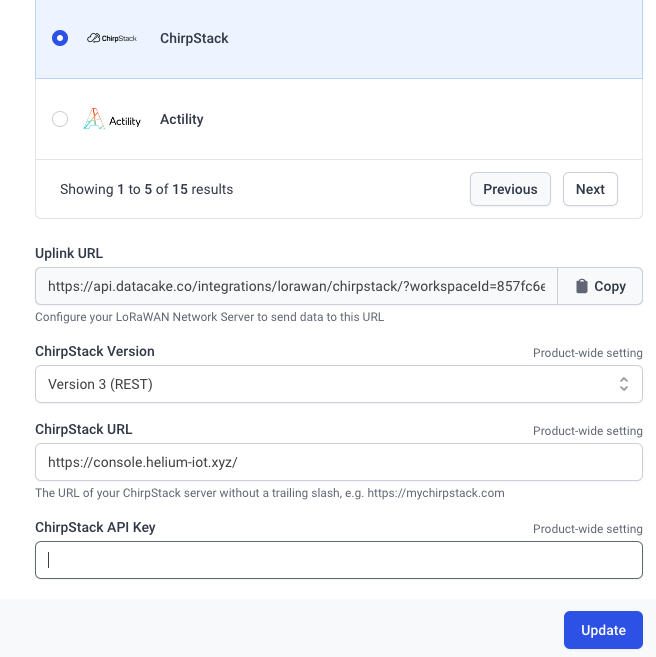 ChirpStack ChirpStack
Actility Actility
Showing 1 to 5 of 15 results Previous Next
Uplink URL
https://api.datacake.co/integrations/lorawan/chirpstack/?workspaceId=857fc6e Copy
Configure your LoRaWAN Network Server to send data to this URL
ChirpStack Version Product-wide setting
Version 3 (REST)
ChirpStack URL Product-wide setting
https://console.helium-iot.xyz/
The URL of your ChirpStack server without a trailing slash, e.g. https://mychirpstack.com
ChirpStack API Key Product-wide setting
Update